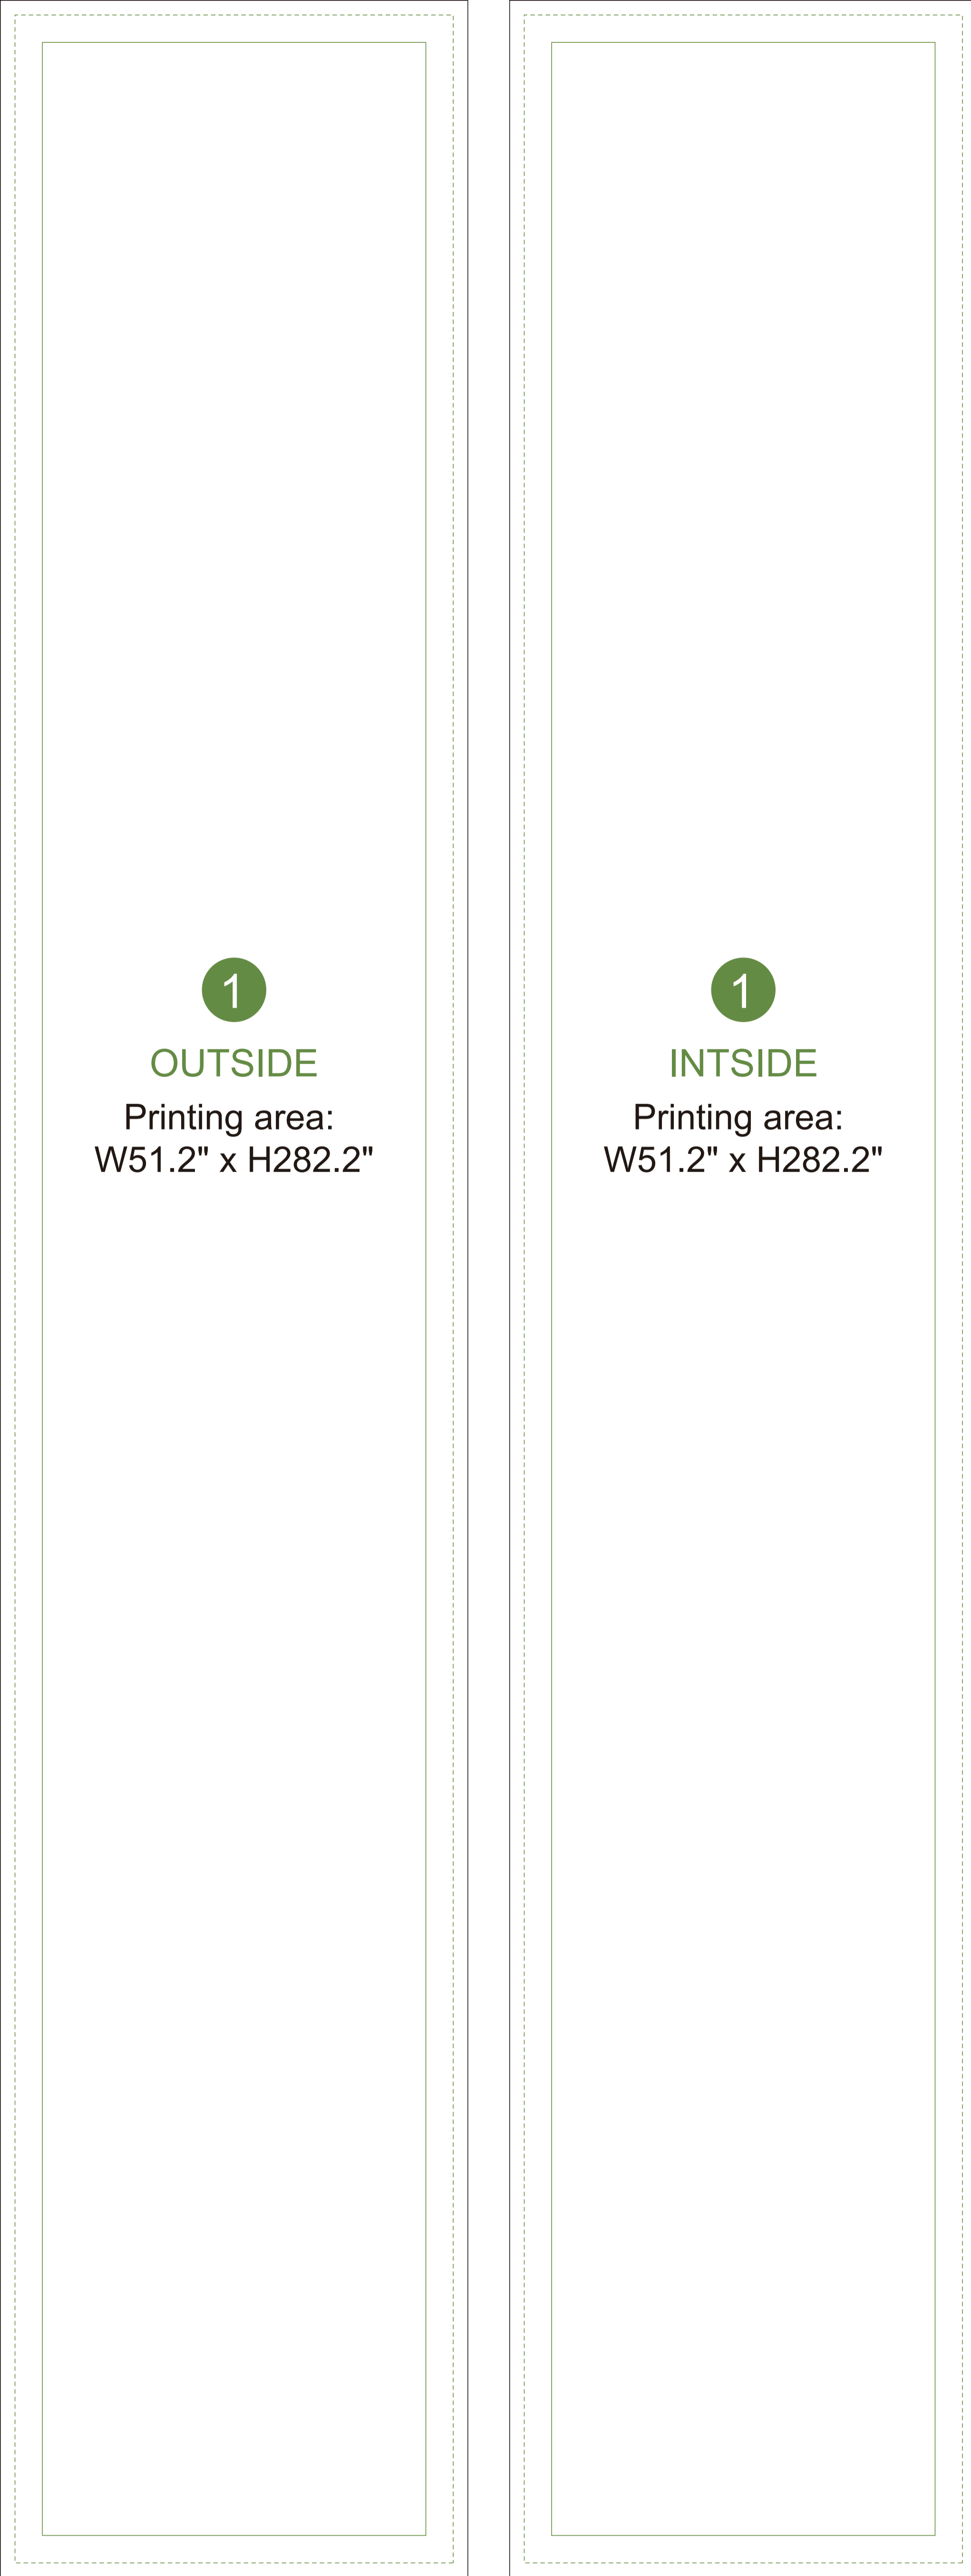 1
OUTSIDE
Printing area:
W51.2" x H282.2"
1
INTSIDE
Printing area:
W51.2" x H282.2"